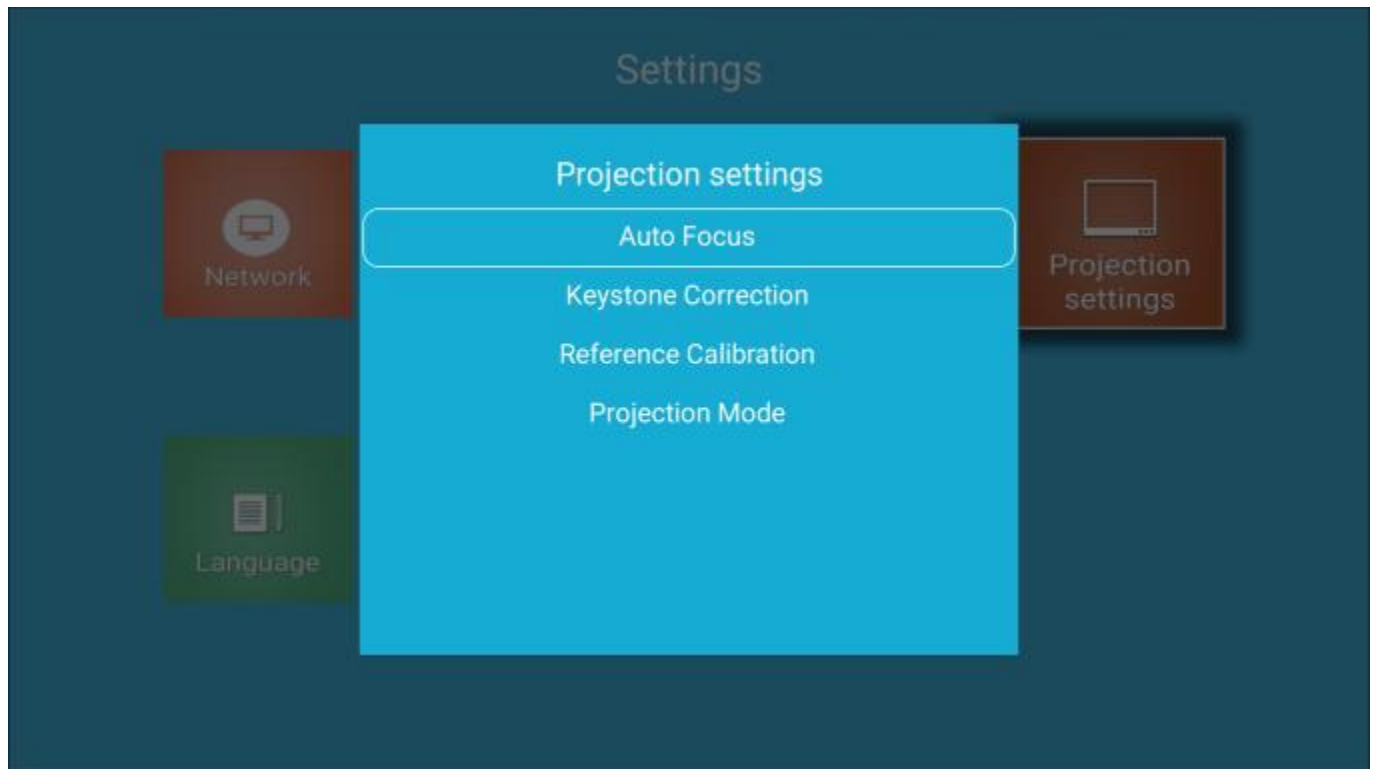 Settings
Projection settings
Auto Focus
Keystone Correction
Reference Calibration
Projection Mode
Network
Projection
settings
Language